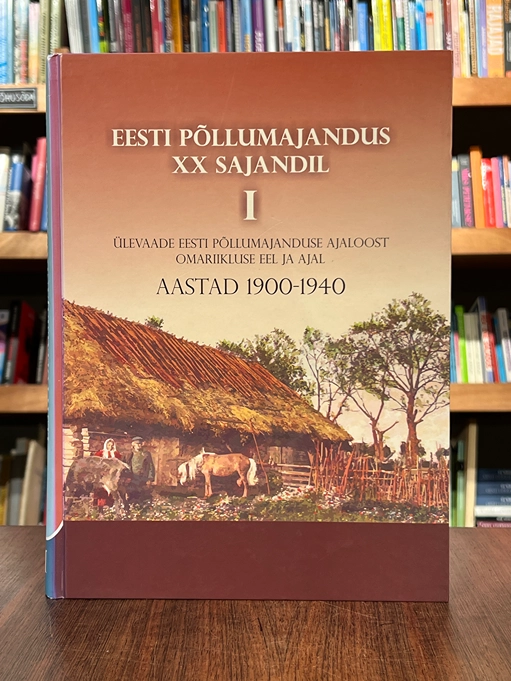 EESTI PÕLLUMAJANDUS
XX SAJANDIL
I
ÜLEVAADE EESTI PÕLLUMAJANDUSE AJALOOST
OMARIIKLUSE EEL JA AJAL
AASTAD 1900-1940